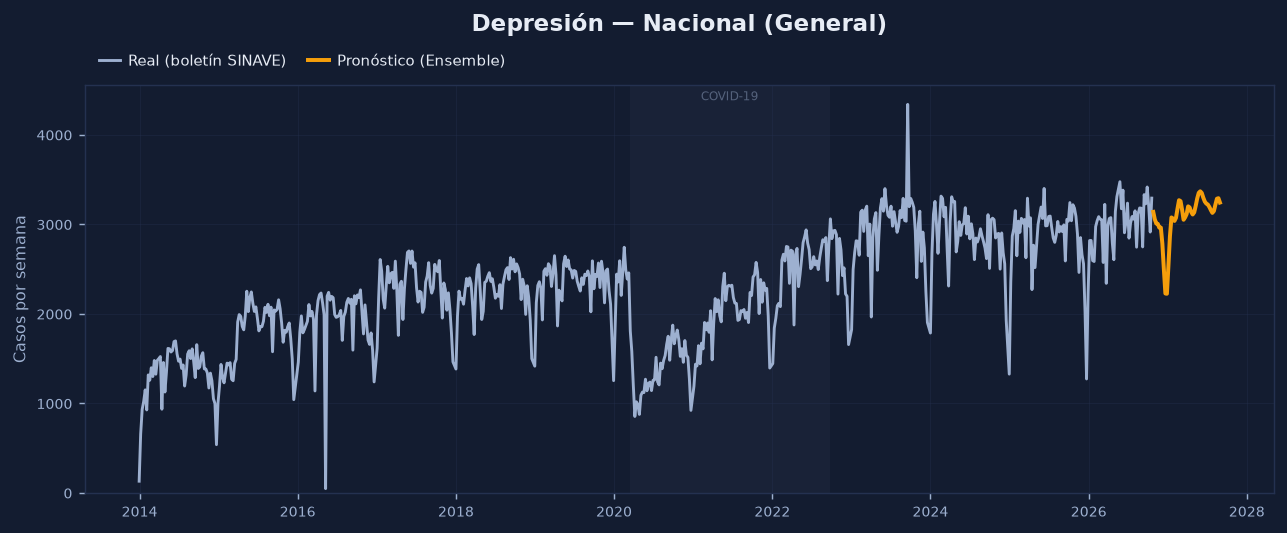 Depresión — Nacional (General)
Real (boletín SINAVE)
Pronóstico (Ensemble)
COVID-19
Casos por semana
4000
3000
2000
1000
0
2014
2016
2018
2020
2022
2024
2026
2028